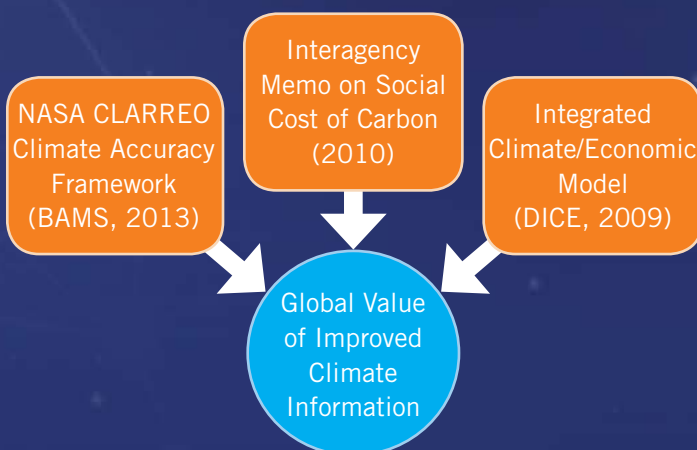 NASA CLARREO
Climate Accuracy
Framework
(BAMS, 2013)
Interagency
Memo on Social
Cost of Carbon
(2010)
Integrated
Climate/Economic
Model
(DICE, 2009)
Global Value
of Improved
Climate
Information